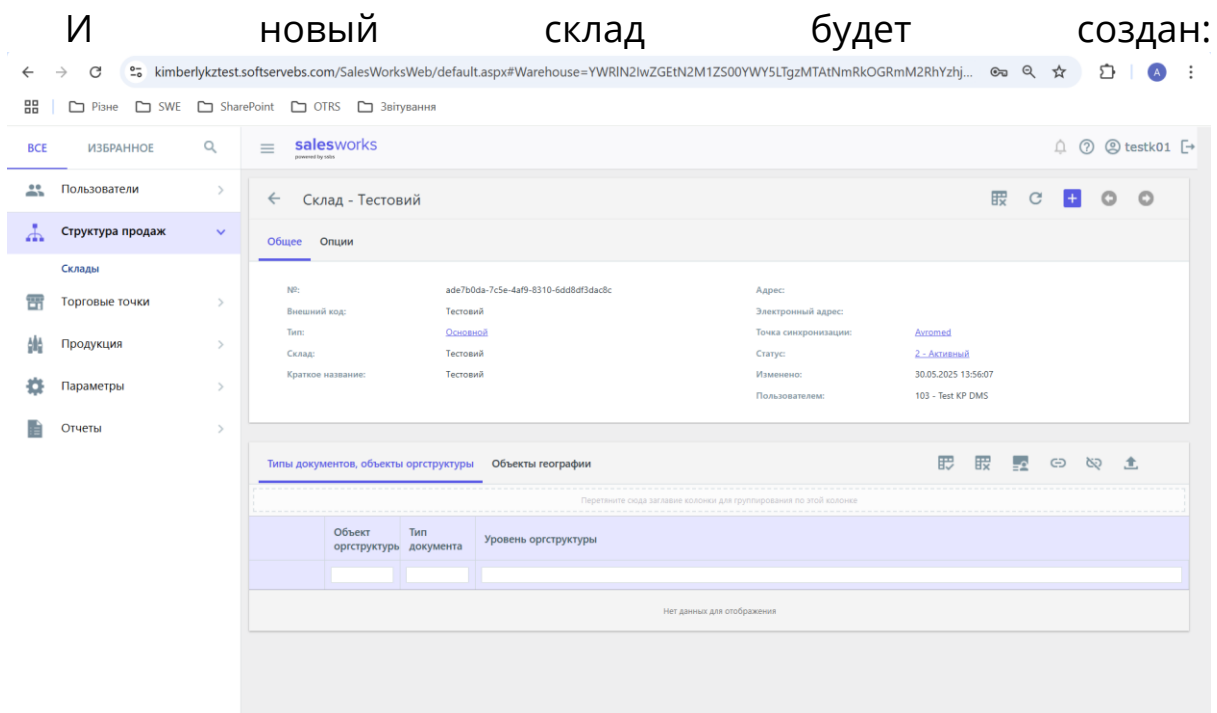 И новый склад будет создан:
kimberlykztest.softservebs.com/SalesWorksWeb/default.aspx#Warehouse=YWRlN2IwZGEtN2M1ZS00YWY5LTgzMTAtNmRkOGRmM2RhYzhj...
A
Різне SWE SharePoint OTRS Звітування
ВСЕ ИЗБРАННОЕ
salesworks
testk01
Пользователи
Склад - Тестовий
Структура продаж
Общее Опции
Склады
№: ade7b0da-7c5e-4af9-8310-6dd8df3dac8c Адрес:
Торговые точки
Внешний код: Тестовий Электронный адрес:
Тип: Основной Точка синхронизации: Avromed
Продукция
Склад: Тестовий Статус: 2 - Активный
Краткое название: Тестовий Изменено: 30.05.2025 13:56:07
Параметры
Пользователем: 103 - Test KP DMS
Отчеты
Типы документов, объекты оргструктуры Объекты географии
Перетяните сюда заглавие колонки для группирования по этой колонке
Объект Тип
Уровень оргструктуры
оргструктуры документа
Нет данных для отображения